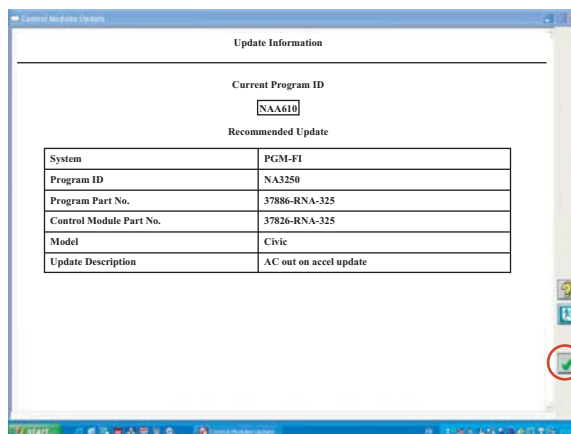 Control Modules Update
Update Information
Current Program ID
NAA610
Recommended Update
System PGM-FI
Program ID NA3250
Program Part No. 37886-RNA-325
Control Module Part No. 37826-RNA-325
Model Civic
Update Description AC out on accel update
start